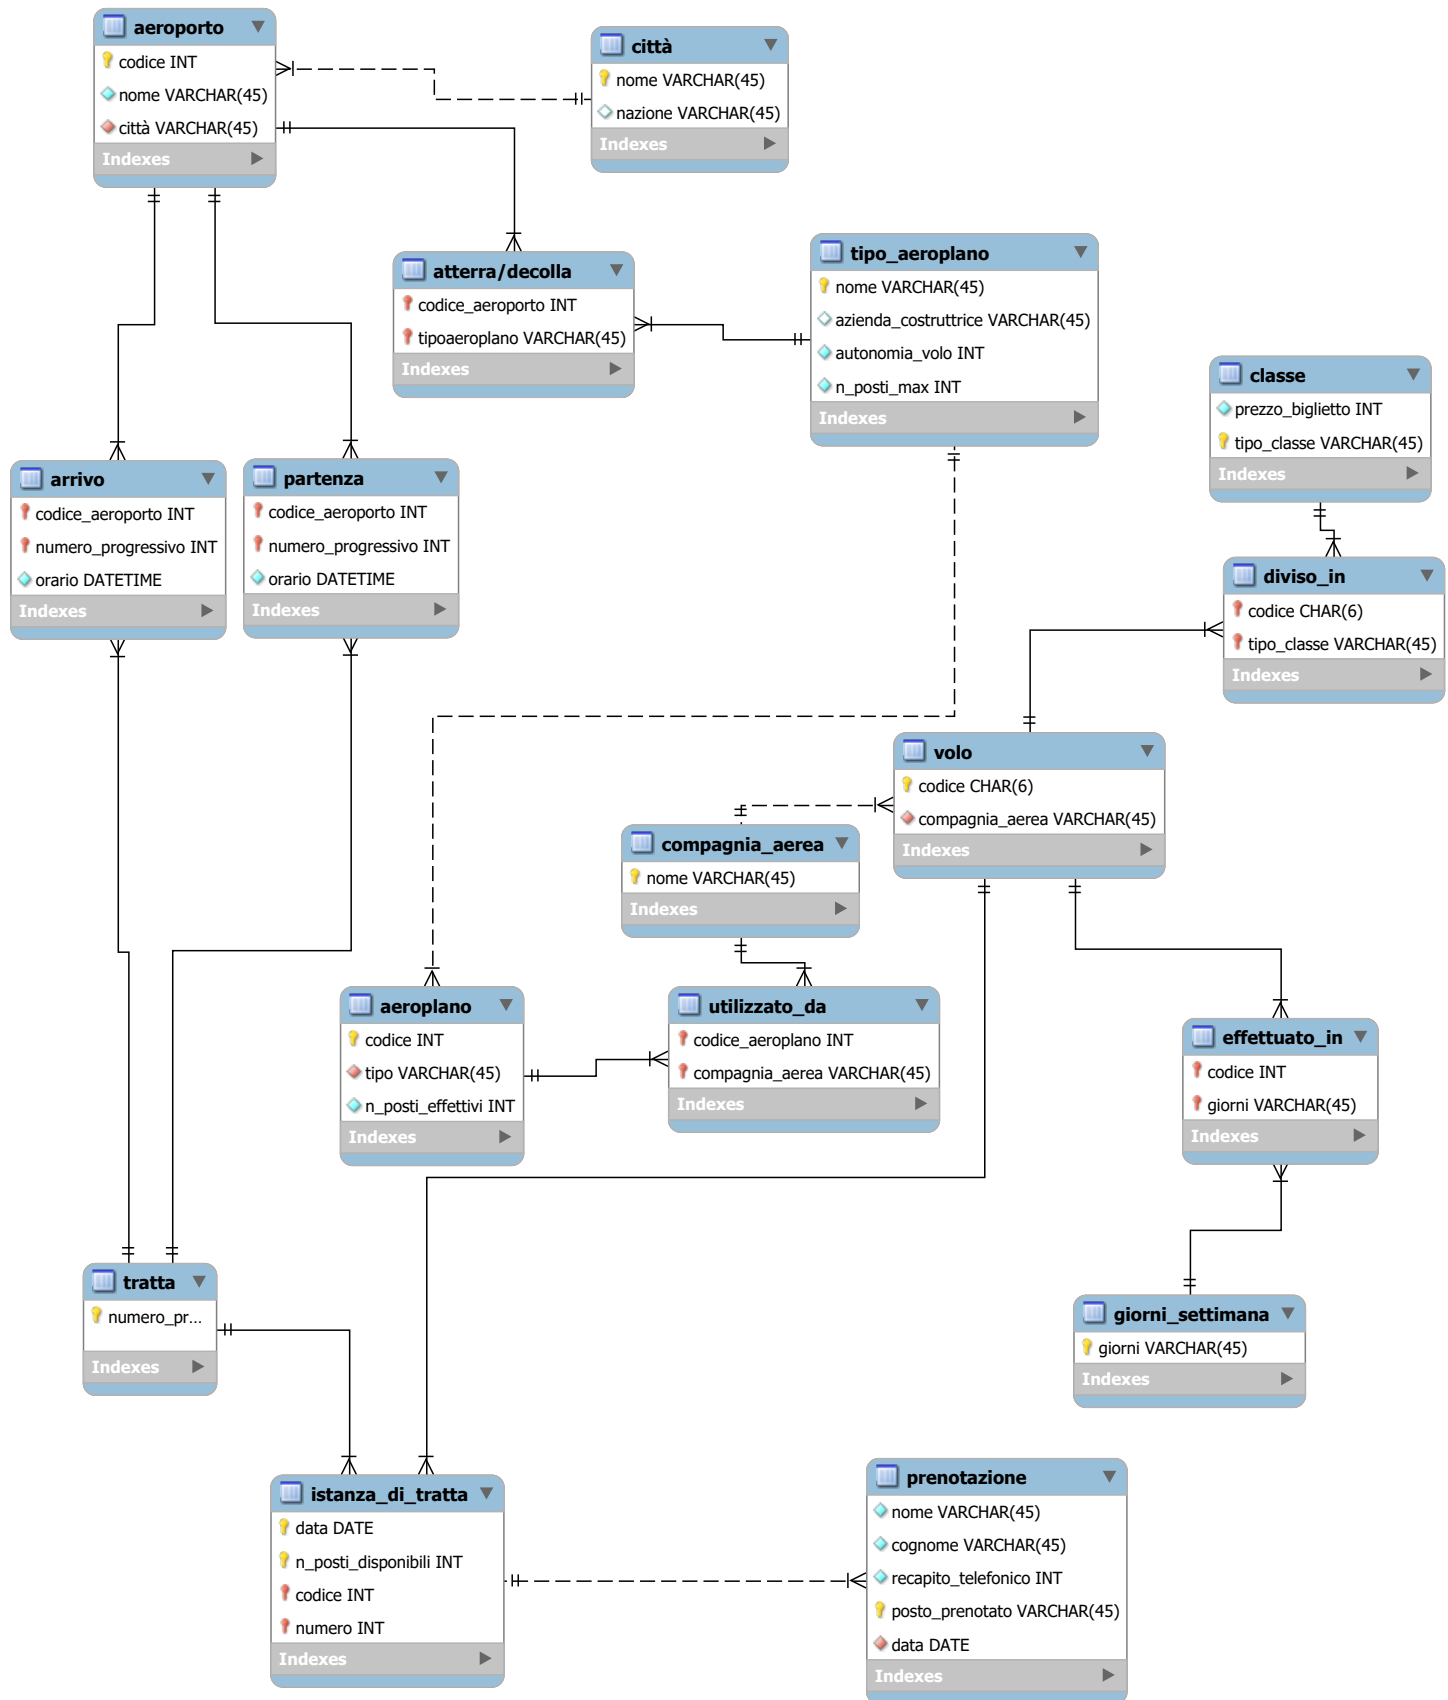 aeroporto
codice INT
nome VARCHAR(45)
città VARCHAR(45)
Indexes
città
nome VARCHAR(45)
nazione VARCHAR(45)
Indexes
atterra/decolla
codice_aeroporto INT
tipoaeroplano VARCHAR(45)
Indexes
tipo_aeroplano
nome VARCHAR(45)
azienda_costruttrice VARCHAR(45)
autonomia_volo INT
n_posti_max INT
Indexes
classe
prezzo_biglietto INT
tipo_classe VARCHAR(45)
Indexes
arrivo
codice_aeroporto INT
numero_progressivo INT
orario DATETIME
Indexes
partenza
codice_aeroporto INT
numero_progressivo INT
orario DATETIME
Indexes
diviso_in
codice CHAR(6)
tipo_classe VARCHAR(45)
Indexes
volo
codice CHAR(6)
compagnia_aerea VARCHAR(45)
Indexes
compagnia_aerea
nome VARCHAR(45)
Indexes
aeroplano
codice INT
tipo VARCHAR(45)
n_posti_effettivi INT
Indexes
utilizzato_da
codice_aeroplano INT
compagnia_aerea VARCHAR(45)
Indexes
effettuato_in
codice INT
giorni VARCHAR(45)
Indexes
tratta
numero_pr...
Indexes
giorni_settimana
giorni VARCHAR(45)
Indexes
istanza_di_tratta
data DATE
n_posti_disponibili INT
codice INT
numero INT
Indexes
prenotazione
nome VARCHAR(45)
cognome VARCHAR(45)
recapito_telefonico INT
posto_prenotato VARCHAR(45)
data DATE
Indexes